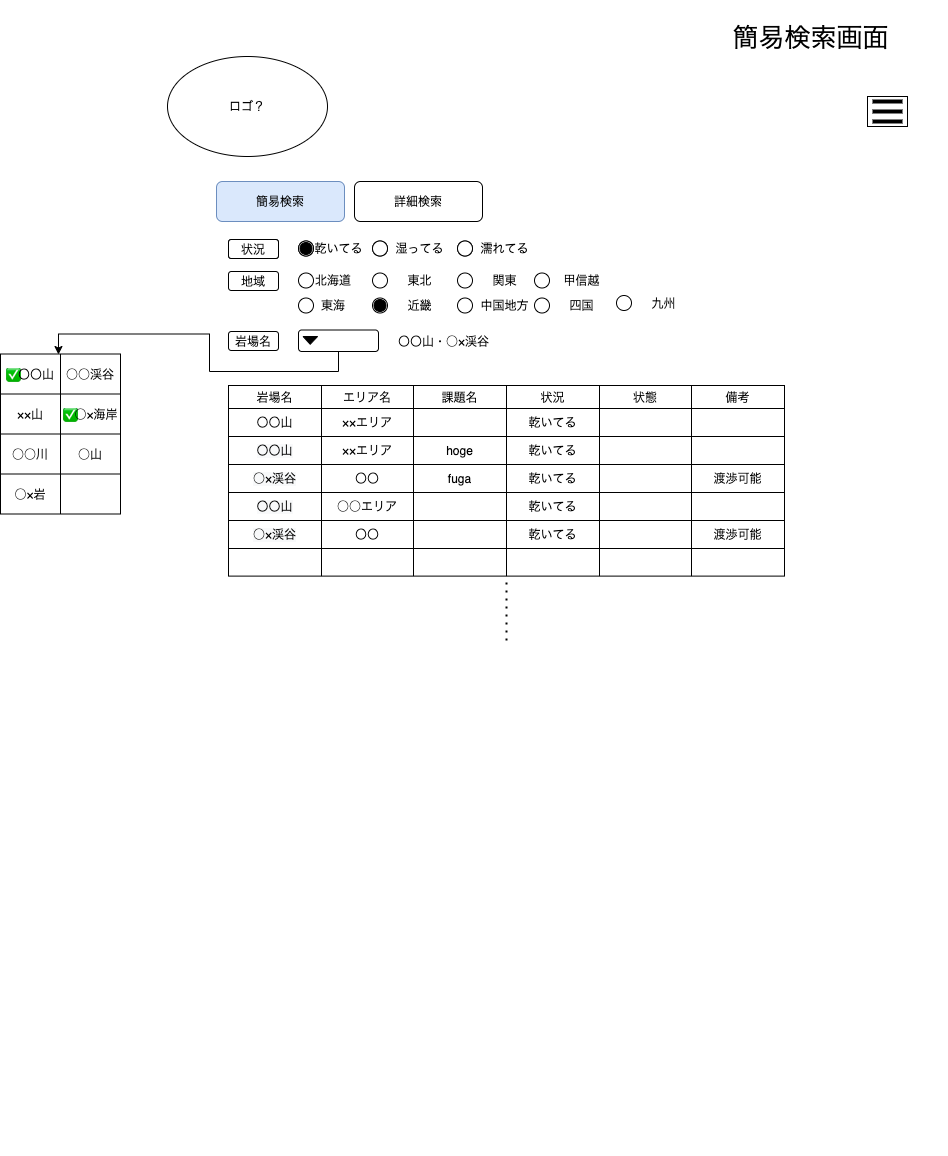 簡易検索画面
ロゴ？
簡易検索 詳細検索
状況 乾いてる 湿ってる 濡れてる
地域 北海道 東北 関東 甲信越
東海 近畿 中国地方 四国 九州
岩場名 〇〇山・○×渓谷
〇〇山 ○○渓谷
××山 ○×海岸
○○川 ○山
○×岩
岩場名 エリア名 課題名 状況 状態 備考
〇〇山 ××エリア 乾いてる
〇〇山 ××エリア hoge 乾いてる
○×渓谷 〇〇 fuga 乾いてる 渡渉可能
〇〇山 ○○エリア 乾いてる
○×渓谷 〇〇 乾いてる 渡渉可能